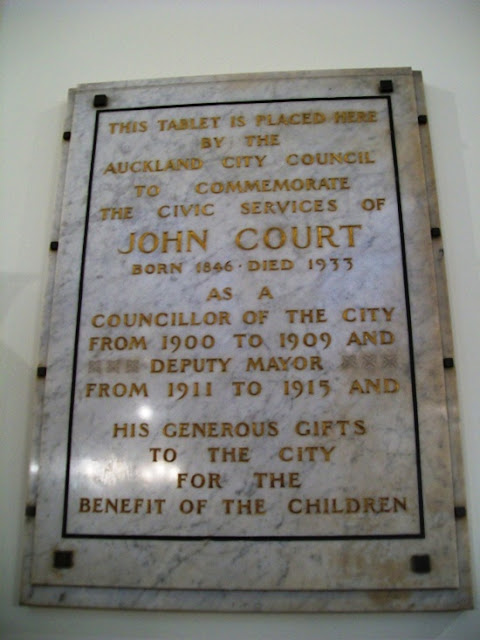 THIS TABLET IS PLACED HERE
BY THE
AUCKLAND CITY COUNCIL
TO COMMEMORATE
THE CIVIC SERVICES OF
JOHN COURT
BORN 1846 · DIED 1933
AS A
COUNCILLOR OF THE CITY
FROM 1900 TO 1909 AND
DEPUTY MAYOR
FROM 1911 TO 1915 AND
HIS GENEROUS GIFTS
TO THE CITY
FOR THE
BENEFIT OF THE CHILDREN